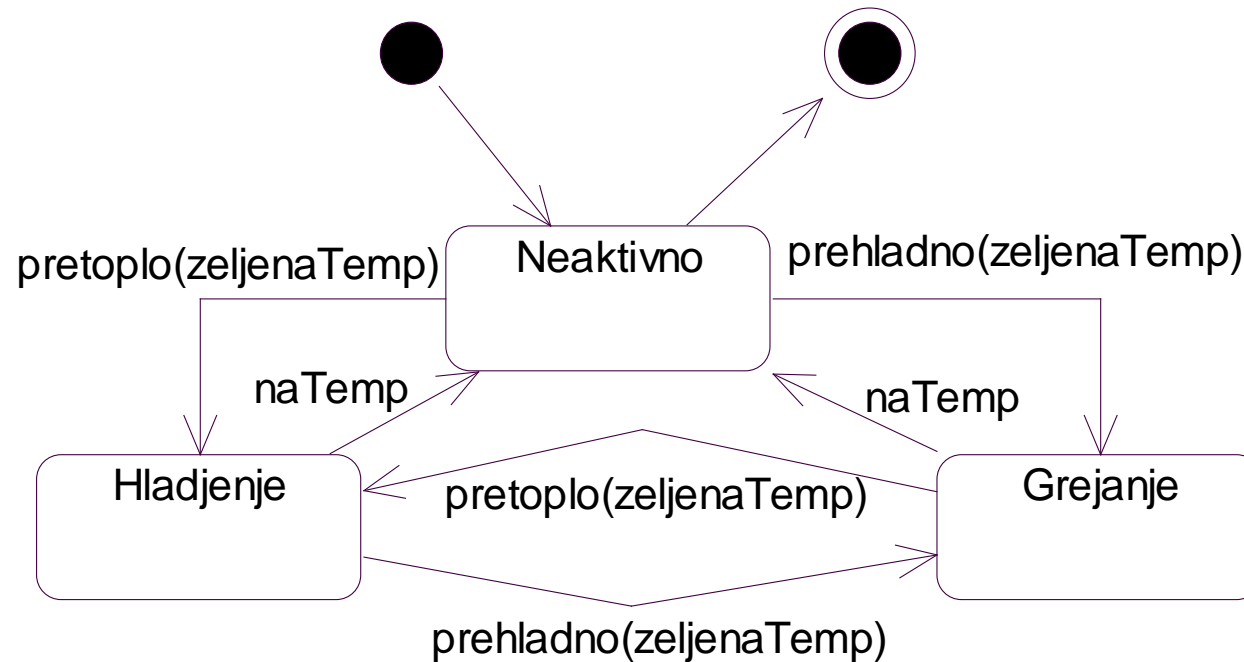 Neaktivno
pretoplo(zeljenaTemp)
prehladno(zeljenaTemp)
naTemp
naTemp
Hladjenje
pretoplo(zeljenaTemp)
Grejanje
prehladno(zeljenaTemp)